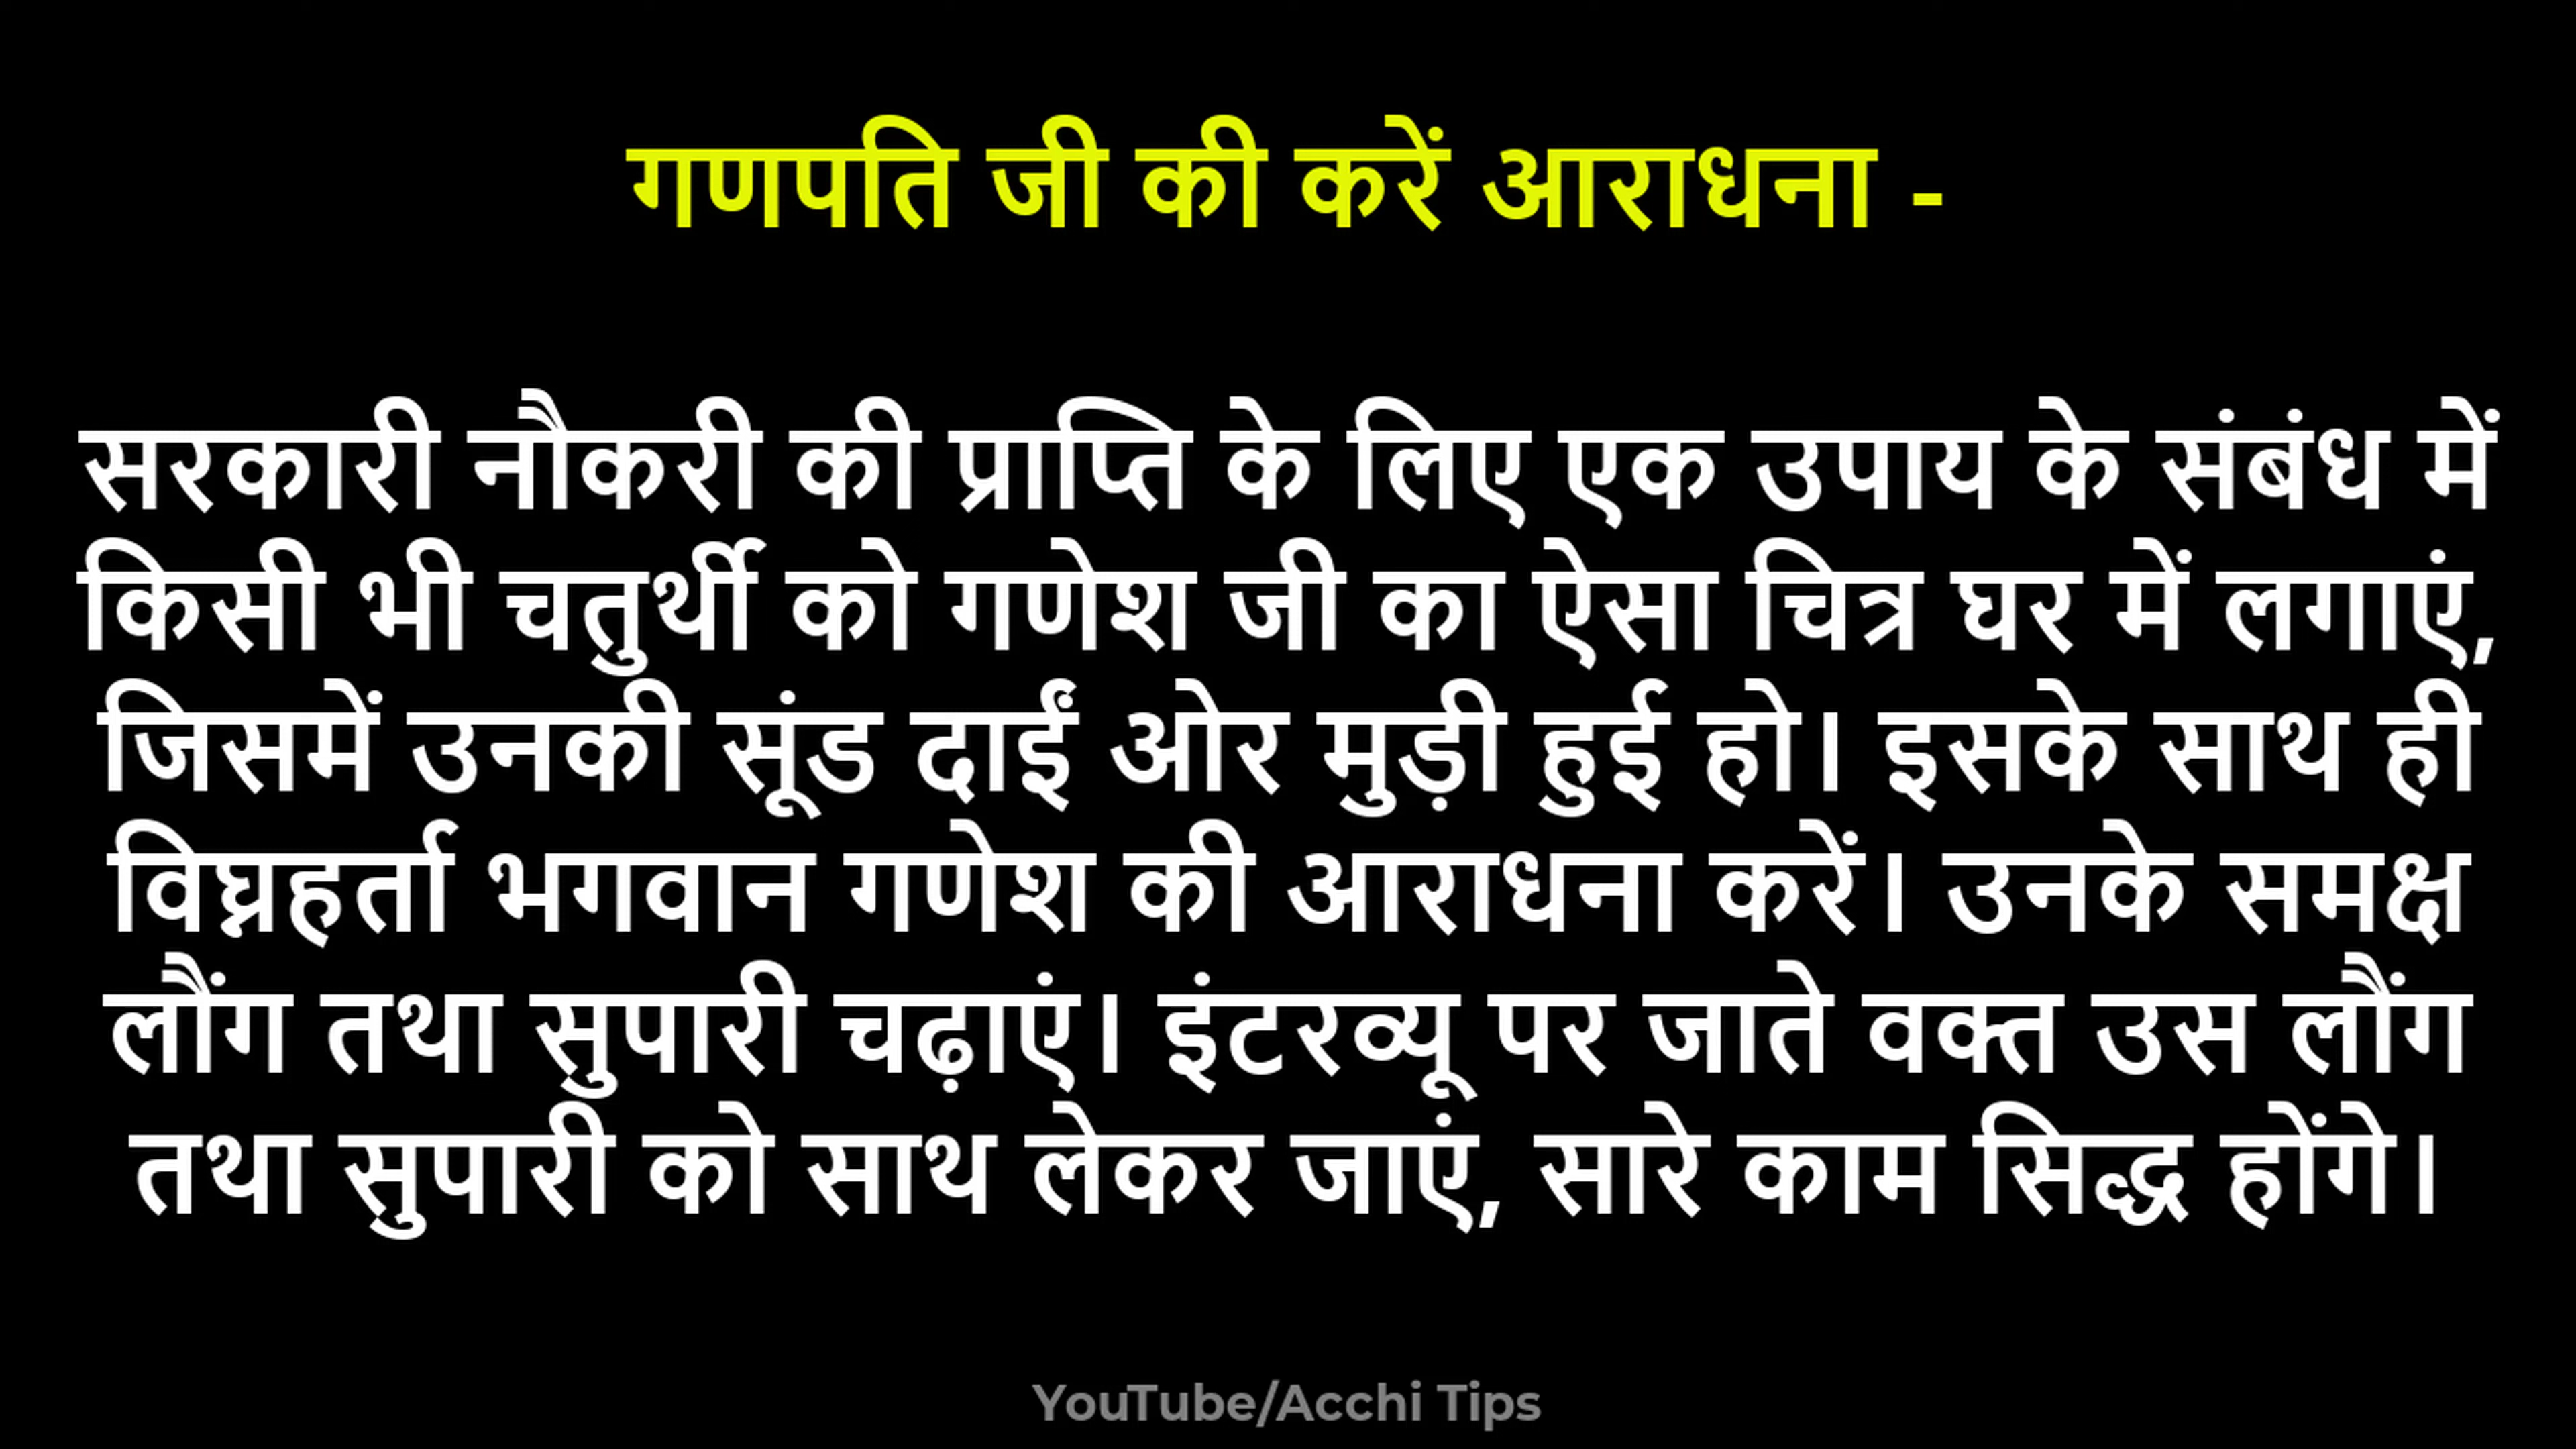 गणपति जी की करें आराधना -
सरकारी नौकरी की प्राप्ति के लिए एक उपाय के संबंध में
किसी भी चतुर्थी को गणेश जी का ऐसा चित्र घर में लगाएं,
जिसमें उनकी सूंड दाईं ओर मुड़ी हुई हो। इसके साथ ही
विघ्नहर्ता भगवान गणेश की आराधना करें। उनके समक्ष
लौंग तथा सुपारी चढ़ाएं। इंटरव्यू पर जाते वक्त उस लौंग
तथा सुपारी को साथ लेकर जाएं, सारे काम सिद्ध होंगे।
YouTube/Acchi Tips